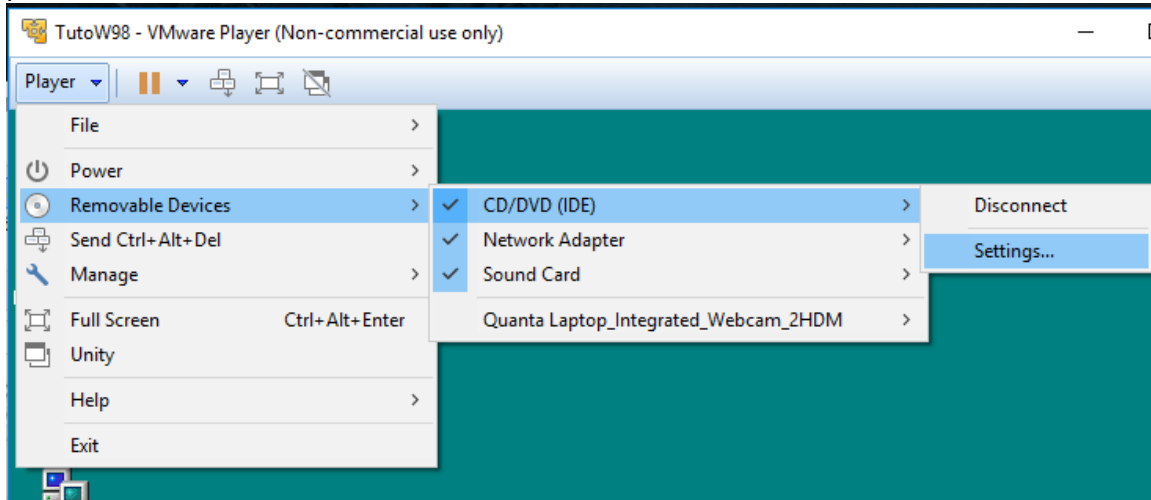 TutoW98 - VMware Player (Non-commercial use only)
Player
File
Power
Removable Devices
Send Ctrl+Alt+Del
Manage
Full Screen Ctrl+Alt+Enter
Unity
Help
Exit
CD/DVD (IDE)
Network Adapter
Sound Card
Quanta Laptop_Integrated_Webcam_2HDM
Disconnect
Settings...